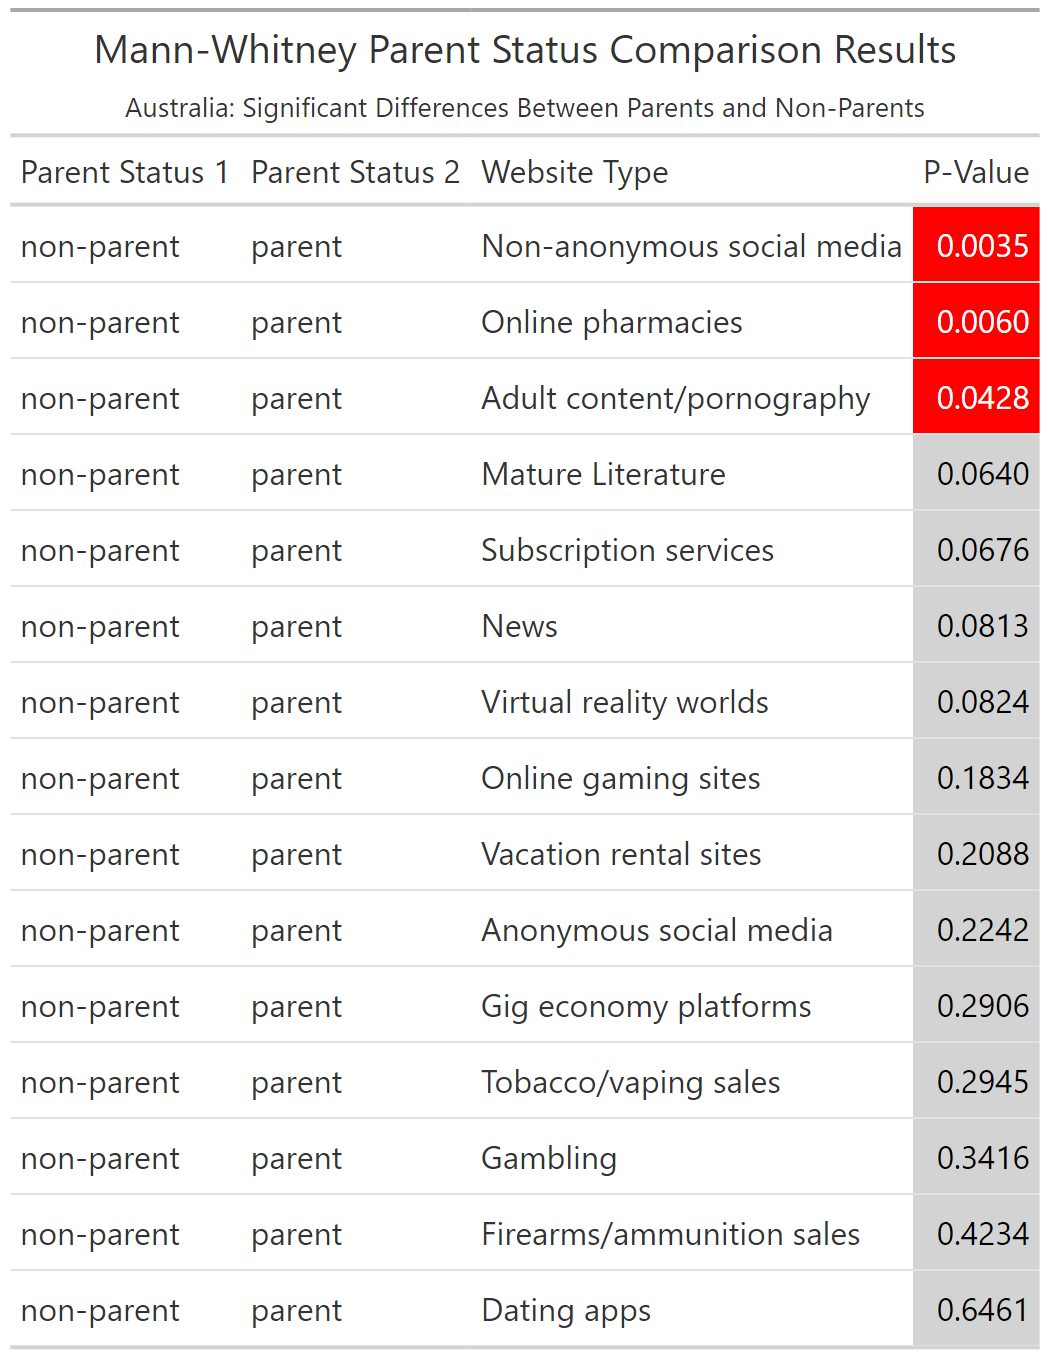 Mann-Whitney Parent Status Comparison Results
Australia: Significant Differences Between Parents and Non-Parents
Parent Status 1 Parent Status 2 Website Type P-Value
non-parent parent Non-anonymous social media 0.0035
non-parent parent Online pharmacies 0.0060
non-parent parent Adult content/pornography 0.0428
non-parent parent Mature Literature 0.0640
non-parent parent Subscription services 0.0676
non-parent parent News 0.0813
non-parent parent Virtual reality worlds 0.0824
non-parent parent Online gaming sites 0.1834
non-parent parent Vacation rental sites 0.2088
non-parent parent Anonymous social media 0.2242
non-parent parent Gig economy platforms 0.2906
non-parent parent Tobacco/vaping sales 0.2945
non-parent parent Gambling 0.3416
non-parent parent Firearms/ammunition sales 0.4234
non-parent parent Dating apps 0.6461